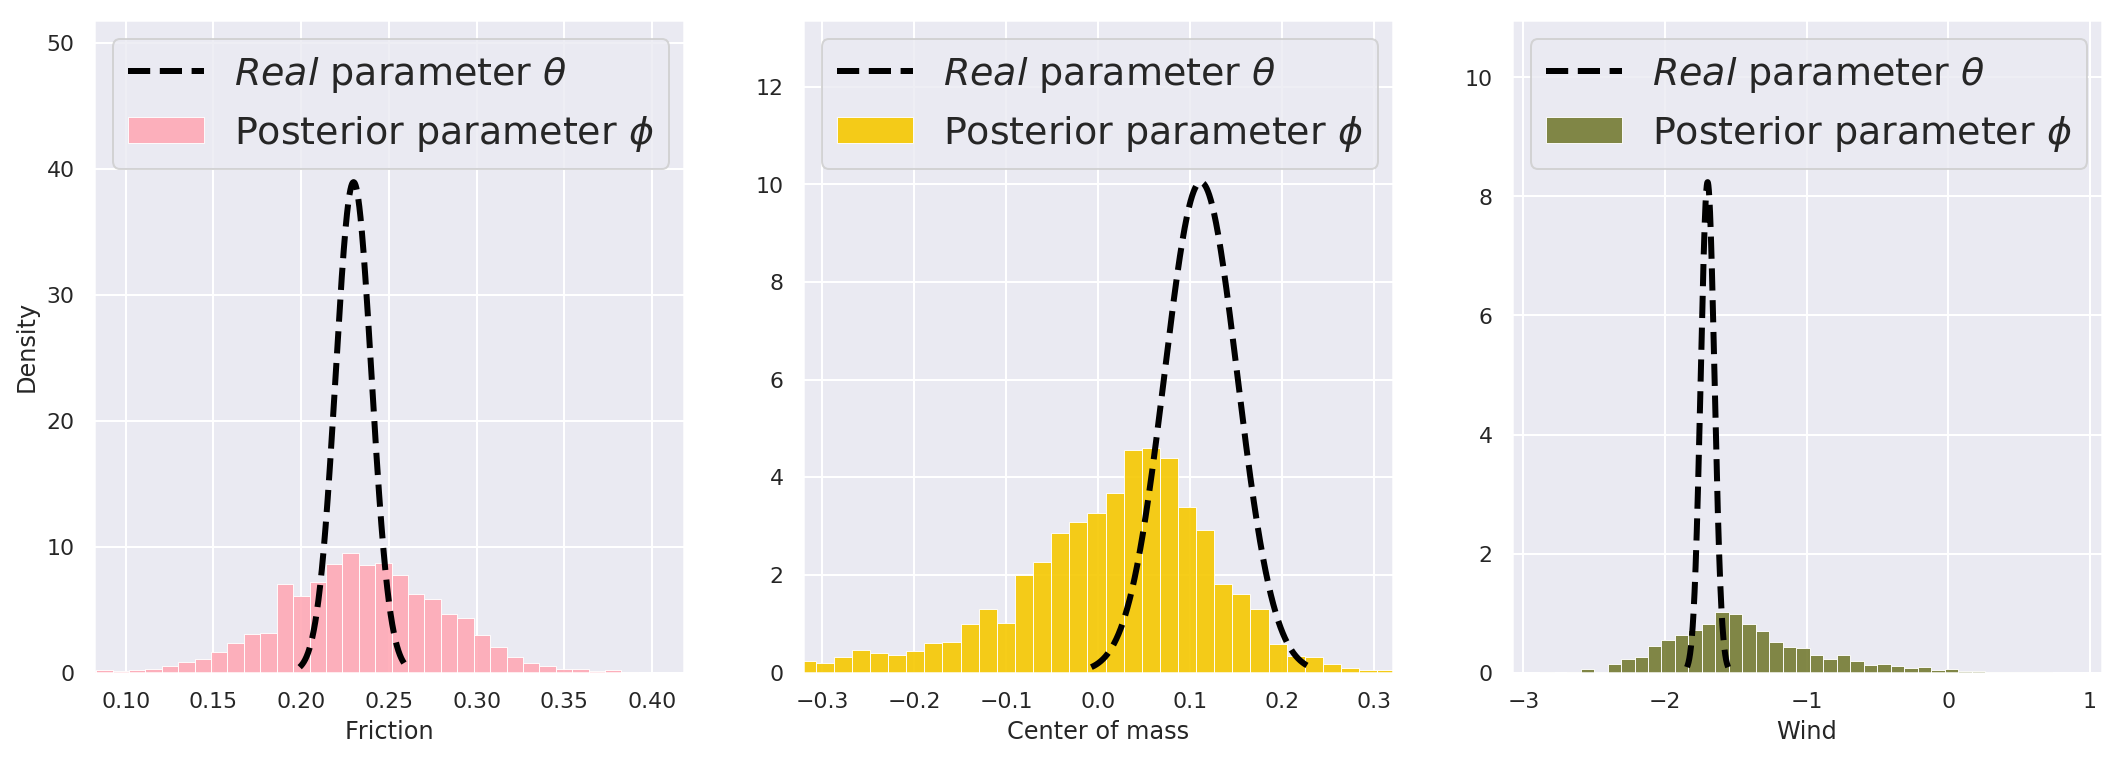 Real parameter θ
Posterior parameter ϕ
50
40
30
20
10
0
Density
0.10 0.15 0.20 0.25 0.30 0.35 0.40
Friction
Real parameter θ
Posterior parameter ϕ
12
10
8
6
4
2
0
−0.3 −0.2 −0.1 0.0 0.1 0.2 0.3
Center of mass
Real parameter θ
Posterior parameter ϕ
10
8
6
4
2
0
−3 −2 −1 0 1
Wind